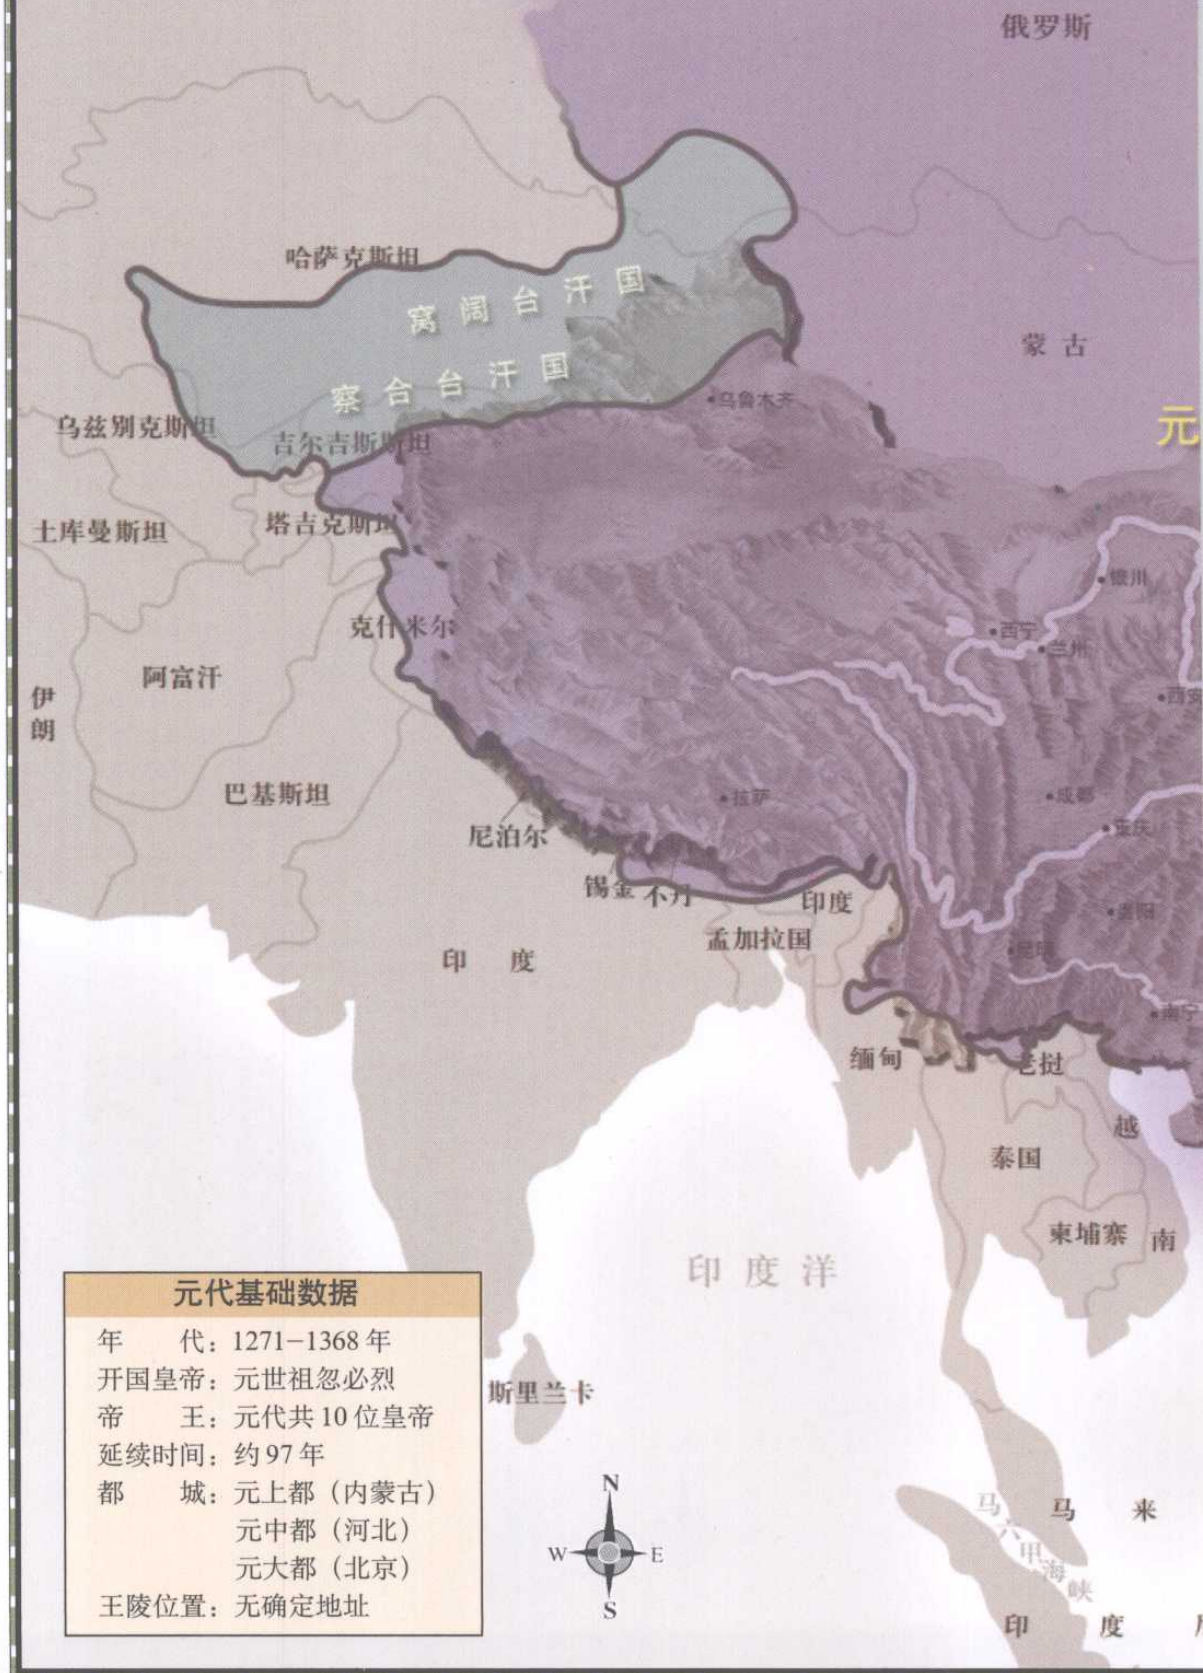 俄罗斯
哈萨克斯坦
窝阔台汗国
蒙古
察合台汗国
乌鲁木齐
元
乌兹别克斯坦
吉尔吉斯斯坦
土库曼斯坦
塔吉克斯坦
银川
克什米尔
西宁
兰州
阿富汗
伊朗
西安
巴基斯坦
拉萨
成都
尼泊尔
重庆
锡金
不丹
印度
贵阳
孟加拉国
昆明
印度
南宁
缅甸
老挝
越南
泰国
柬埔寨
印度洋
元代基础数据
年代：1271-1368年
开国皇帝：元世祖忽必烈
帝王：元代共10位皇帝
延续时间：约97年
都城：元上都（内蒙古）
元中都（河北）
元大都（北京）
王陵位置：无确定地址
斯里兰卡
N
W E
S
马六甲海峡
马来
印度